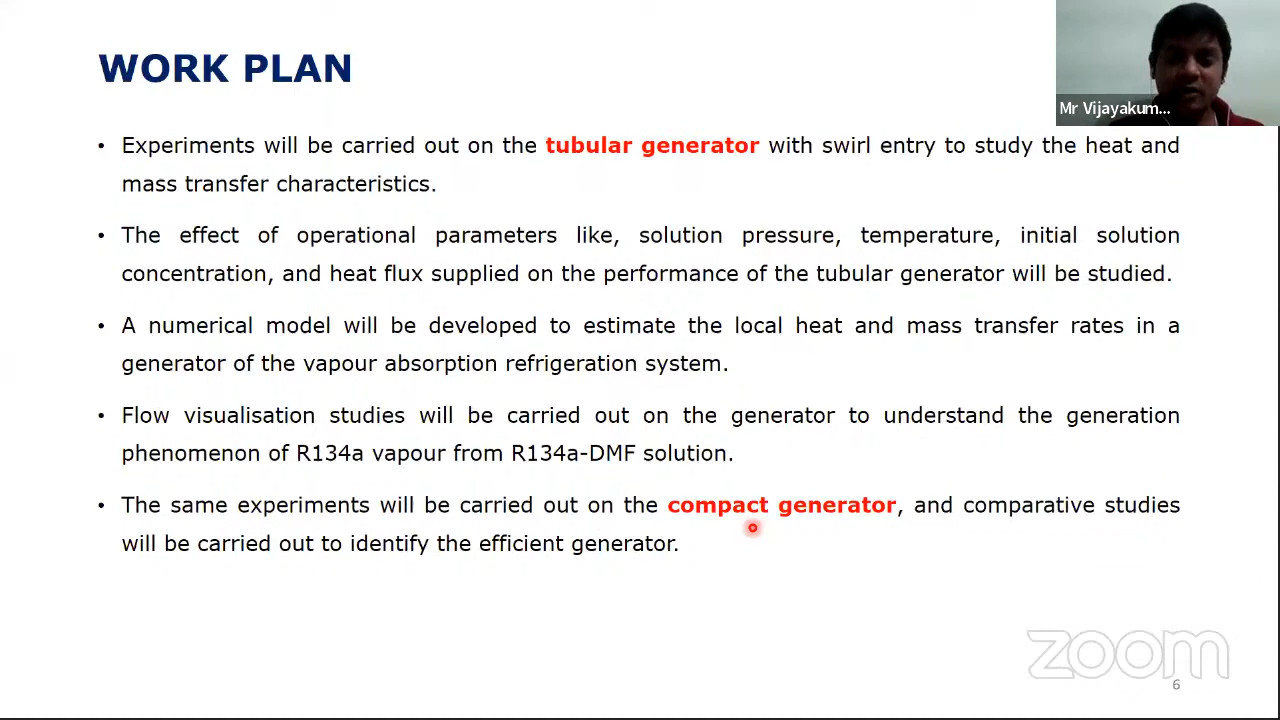 WORK PLAN
Mr Vijayakum...
• Experiments will be carried out on the tubular generator with swirl entry to study the heat and
mass transfer characteristics.
• The effect of operational parameters like, solution pressure, temperature, initial solution
concentration, and heat flux supplied on the performance of the tubular generator will be studied.
• A numerical model will be developed to estimate the local heat and mass transfer rates in a
generator of the vapour absorption refrigeration system.
• Flow visualisation studies will be carried out on the generator to understand the generation
phenomenon of R134a vapour from R134a-DMF solution.
• The same experiments will be carried out on the compact generator, and comparative studies
will be carried out to identify the efficient generator.
zoom
6